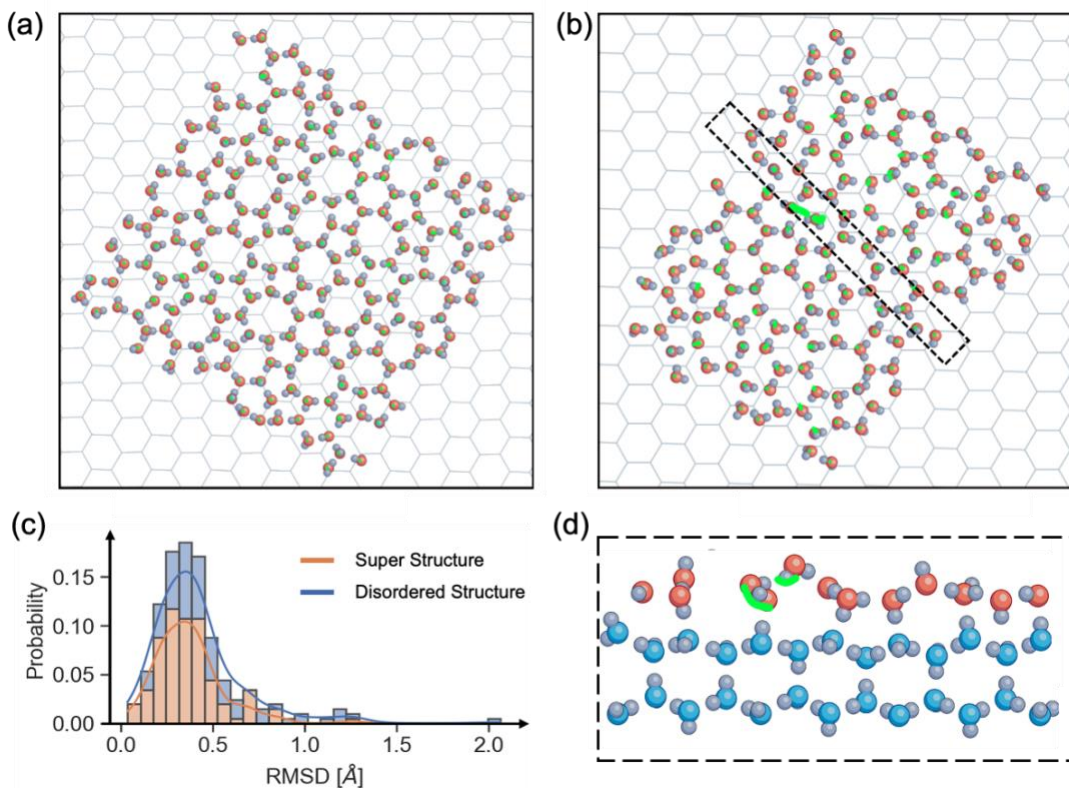 (a)
(b)
(c)
Probability
0.15
0.10
0.05
0.00
0.0 0.5 1.0 1.5 2.0
RMSD [Å]
Super Structure
Disordered Structure
(d)